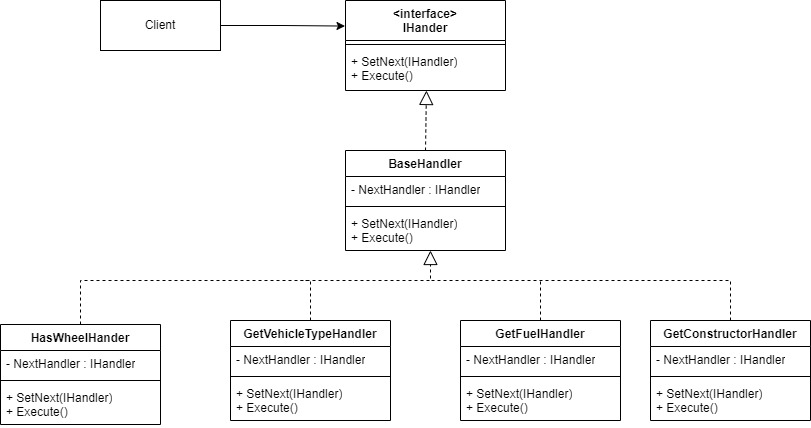 Client
<interface>
IHander
+ SetNext(IHandler)
+ Execute()
BaseHandler
- NextHandler : IHandler
+ SetNext(IHandler)
+ Execute()
HasWheelHander
- NextHandler : IHandler
+ SetNext(IHandler)
+ Execute()
GetVehicleTypeHandler
- NextHandler : IHandler
+ SetNext(IHandler)
+ Execute()
GetFuelHandler
- NextHandler : IHandler
+ SetNext(IHandler)
+ Execute()
GetConstructorHandler
- NextHandler : IHandler
+ SetNext(IHandler)
+ Execute()